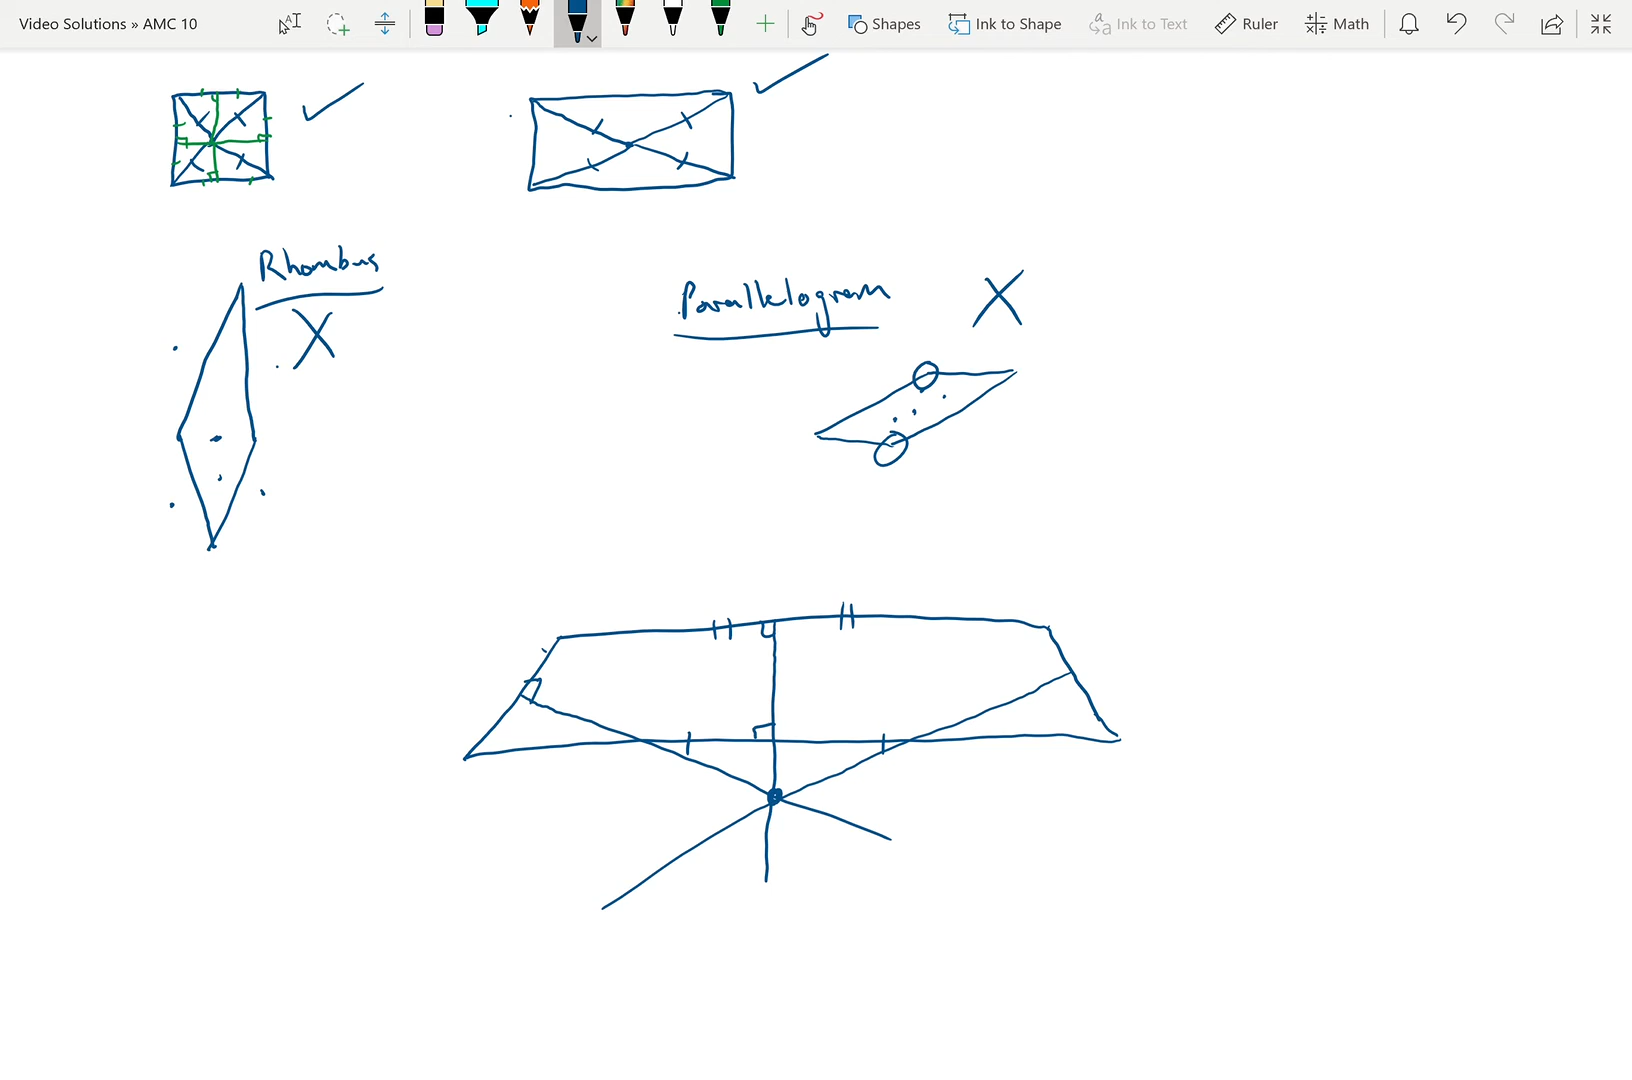 Video Solutions » AMC 10
Shapes
Ink to Shape
Ink to Text
Ruler
Math
Rhombus
Parallelogram